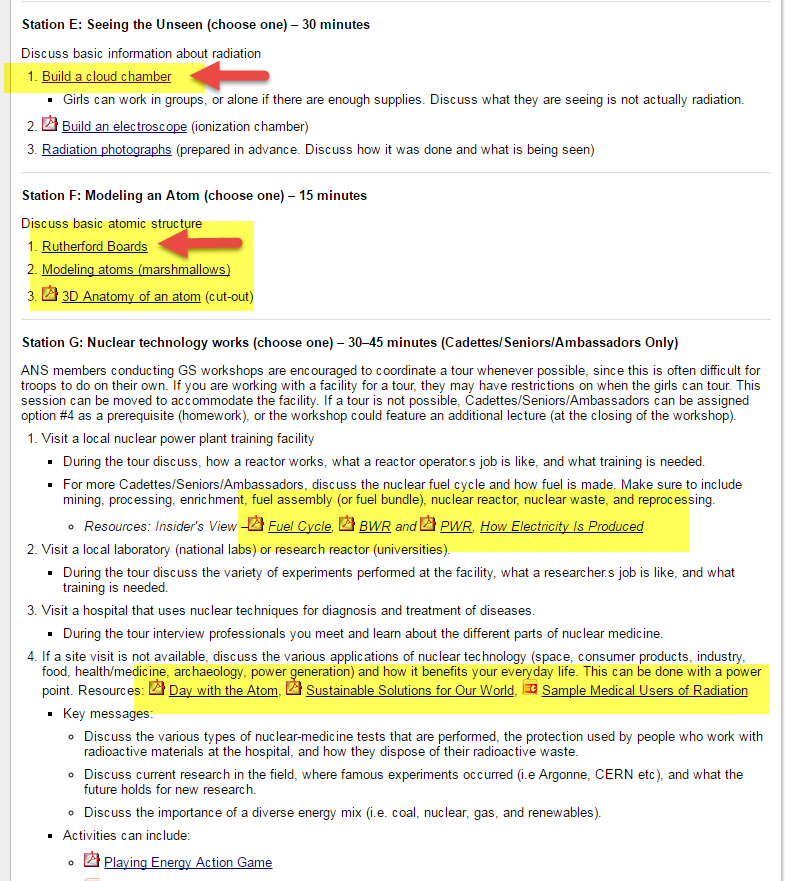 Station E: Seeing the Unseen (choose one) – 30 minutes
Discuss basic information about radiation
1. Build a cloud chamber
Girls can work in groups, or alone if there are enough supplies. Discuss what they are seeing is not actually radiation.
2. Build an electroscope (ionization chamber)
3. Radiation photographs (prepared in advance. Discuss how it was done and what is being seen)
Station F: Modeling an Atom (choose one) – 15 minutes
Discuss basic atomic structure
1. Rutherford Boards
2. Modeling atoms (marshmallows)
3. 3D Anatomy of an atom (cut-out)
Station G: Nuclear technology works (choose one) – 30–45 minutes (Cadettes/Seniors/Ambassadors Only)
ANS members conducting GS workshops are encouraged to coordinate a tour whenever possible, since this is often difficult for
troops to do on their own. If you are working with a facility for a tour, they may have restrictions on when the girls can tour. This
session can be moved to accommodate the facility. If a tour is not possible, Cadettes/Seniors/Ambassadors can be assigned
option #4 as a prerequisite (homework), or the workshop could feature an additional lecture (at the closing of the workshop).
1. Visit a local nuclear power plant training facility
During the tour discuss, how a reactor works, what a reactor operator.s job is like, and what training is needed.
For more Cadettes/Seniors/Ambassadors, discuss the nuclear fuel cycle and how fuel is made. Make sure to include
mining, processing, enrichment, fuel assembly (or fuel bundle), nuclear reactor, nuclear waste, and reprocessing.
Resources: Insider's View – Fuel Cycle, BWR and PWR, How Electricity Is Produced
2. Visit a local laboratory (national labs) or research reactor (universities).
During the tour discuss the variety of experiments performed at the facility, what a researcher.s job is like, and what
training is needed.
3. Visit a hospital that uses nuclear techniques for diagnosis and treatment of diseases.
During the tour interview professionals you meet and learn about the different parts of nuclear medicine.
4. If a site visit is not available, discuss the various applications of nuclear technology (space, consumer products, industry,
food, health/medicine, archaeology, power generation) and how it benefits your everyday life. This can be done with a power
point. Resources: Day with the Atom, Sustainable Solutions for Our World, Sample Medical Users of Radiation
Key messages:
Discuss the various types of nuclear-medicine tests that are performed, the protection used by people who work with
radioactive materials at the hospital, and how they dispose of their radioactive waste.
Discuss current research in the field, where famous experiments occurred (i.e Argonne, CERN etc), and what the
future holds for new research.
Discuss the importance of a diverse energy mix (i.e. coal, nuclear, gas, and renewables).
Activities can include:
Playing Energy Action Game